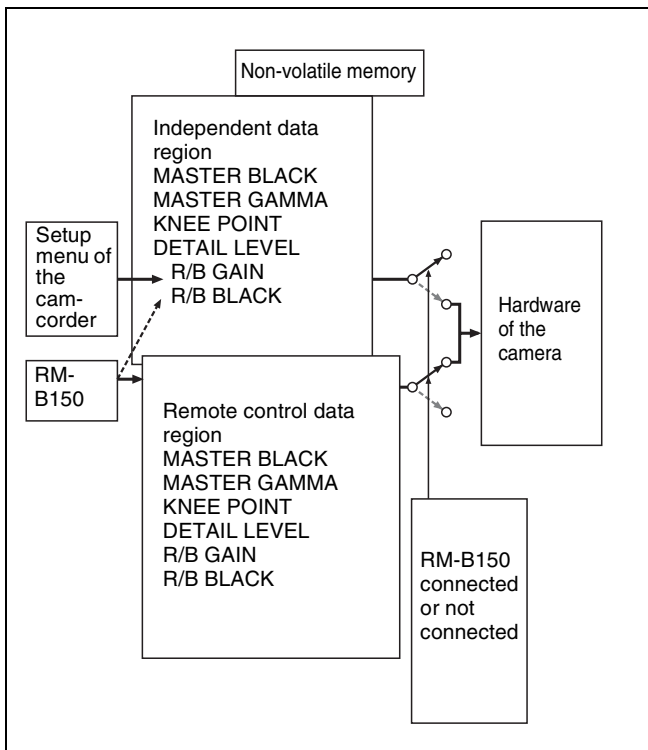 Non-volatile memory
Independent data
region
MASTER BLACK
MASTER GAMMA
KNEE POINT
DETAIL LEVEL
R/B GAIN
R/B BLACK
Setup
menu of
the
cam-
corder
RM-
B150
Remote control data
region
MASTER BLACK
MASTER GAMMA
KNEE POINT
DETAIL LEVEL
R/B GAIN
R/B BLACK
Hardware
of the
camera
RM-B150
connected
or not
connected